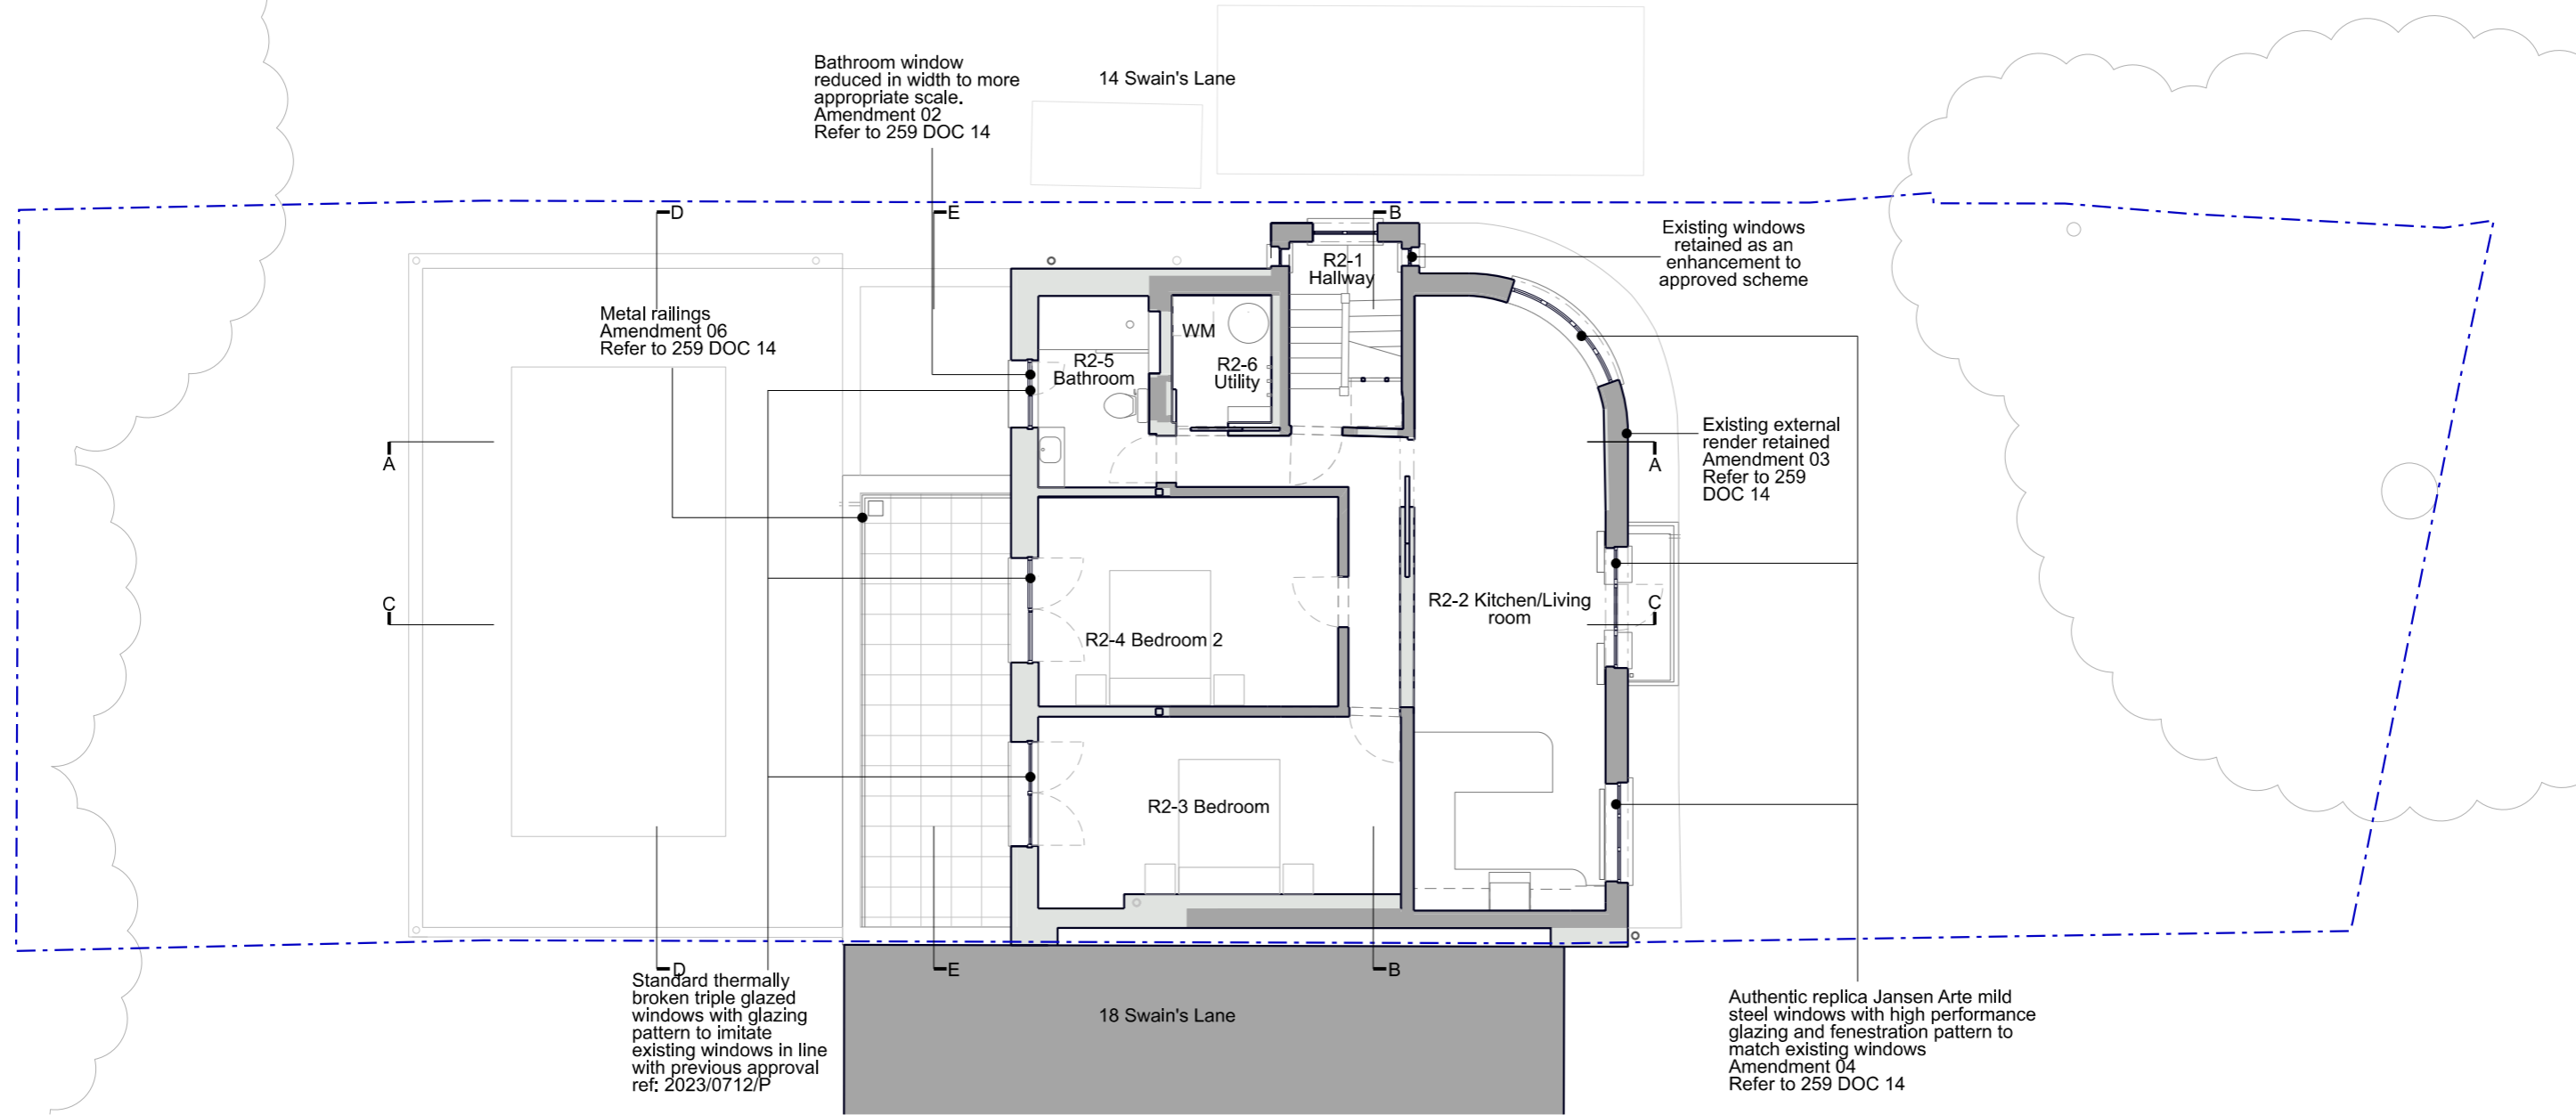 Bathroom window
reduced in width to more
appropriate scale.
Amendment 02
Refer to 259 DOC 14
14 Swain's Lane
D
E
B
Existing windows
retained as an
enhancement to
approved scheme
R2-1
Hallway
Metal railings
Amendment 06
Refer to 259 DOC 14
WM
R2-5
Bathroom
R2-6
Utility
Existing external
render retained
Amendment 03
Refer to 259
DOC 14
A
A
C
C
R2-2 Kitchen/Living
room
R2-4 Bedroom 2
R2-3 Bedroom
D
E
B
Standard thermally
broken triple glazed
windows with glazing
pattern to imitate
existing windows in line
with previous approval
ref: 2023/0712/P
18 Swain's Lane
Authentic replica Jansen Arte mild
steel windows with high performance
glazing and fenestration pattern to
match existing windows
Amendment 04
Refer to 259 DOC 14